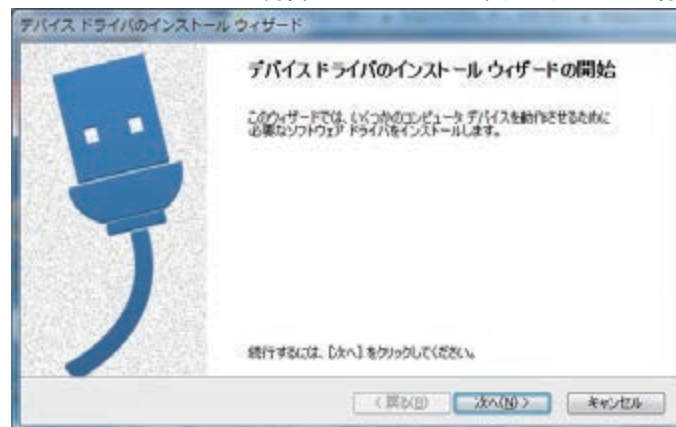 デバイス ドライバのインストール ウィザード
デバイス ドライバのインストール ウィザードの開始
このウィザードでは、いくつかのコンピュータ デバイスを動作させるために
必要なソフトウェア ドライバをインストールします。
続行するには、[次へ] をクリックしてください。
< 戻る(B) 次へ(N) > キャンセル